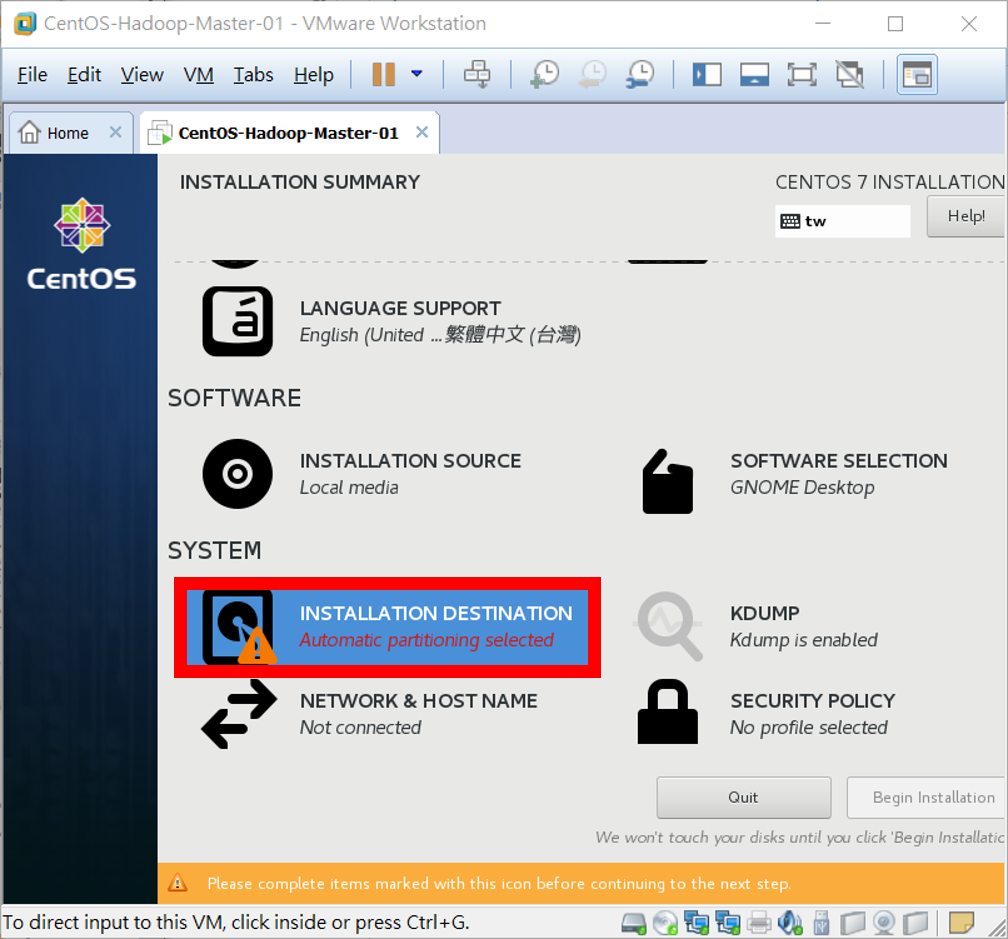 CentOS-Hadoop-Master-01 - VMware Workstation
File Edit View VM Tabs Help
Home CentOS-Hadoop-Master-01
CentOS
INSTALLATION SUMMARY
CENTOS 7 INSTALLATION
tw
Help!
LANGUAGE SUPPORT
English (United ...繁體中文 (台灣)
SOFTWARE
INSTALLATION SOURCE
Local media
SOFTWARE SELECTION
GNOME Desktop
SYSTEM
INSTALLATION DESTINATION
Automatic partitioning selected
KDUMP
Kdump is enabled
NETWORK & HOST NAME
Not connected
SECURITY POLICY
No profile selected
Quit
Begin Installation
We won't touch your disks until you click 'Begin Installatic
Please complete items marked with this icon before continuing to the next step.
To direct input to this VM, click inside or press Ctrl+G.